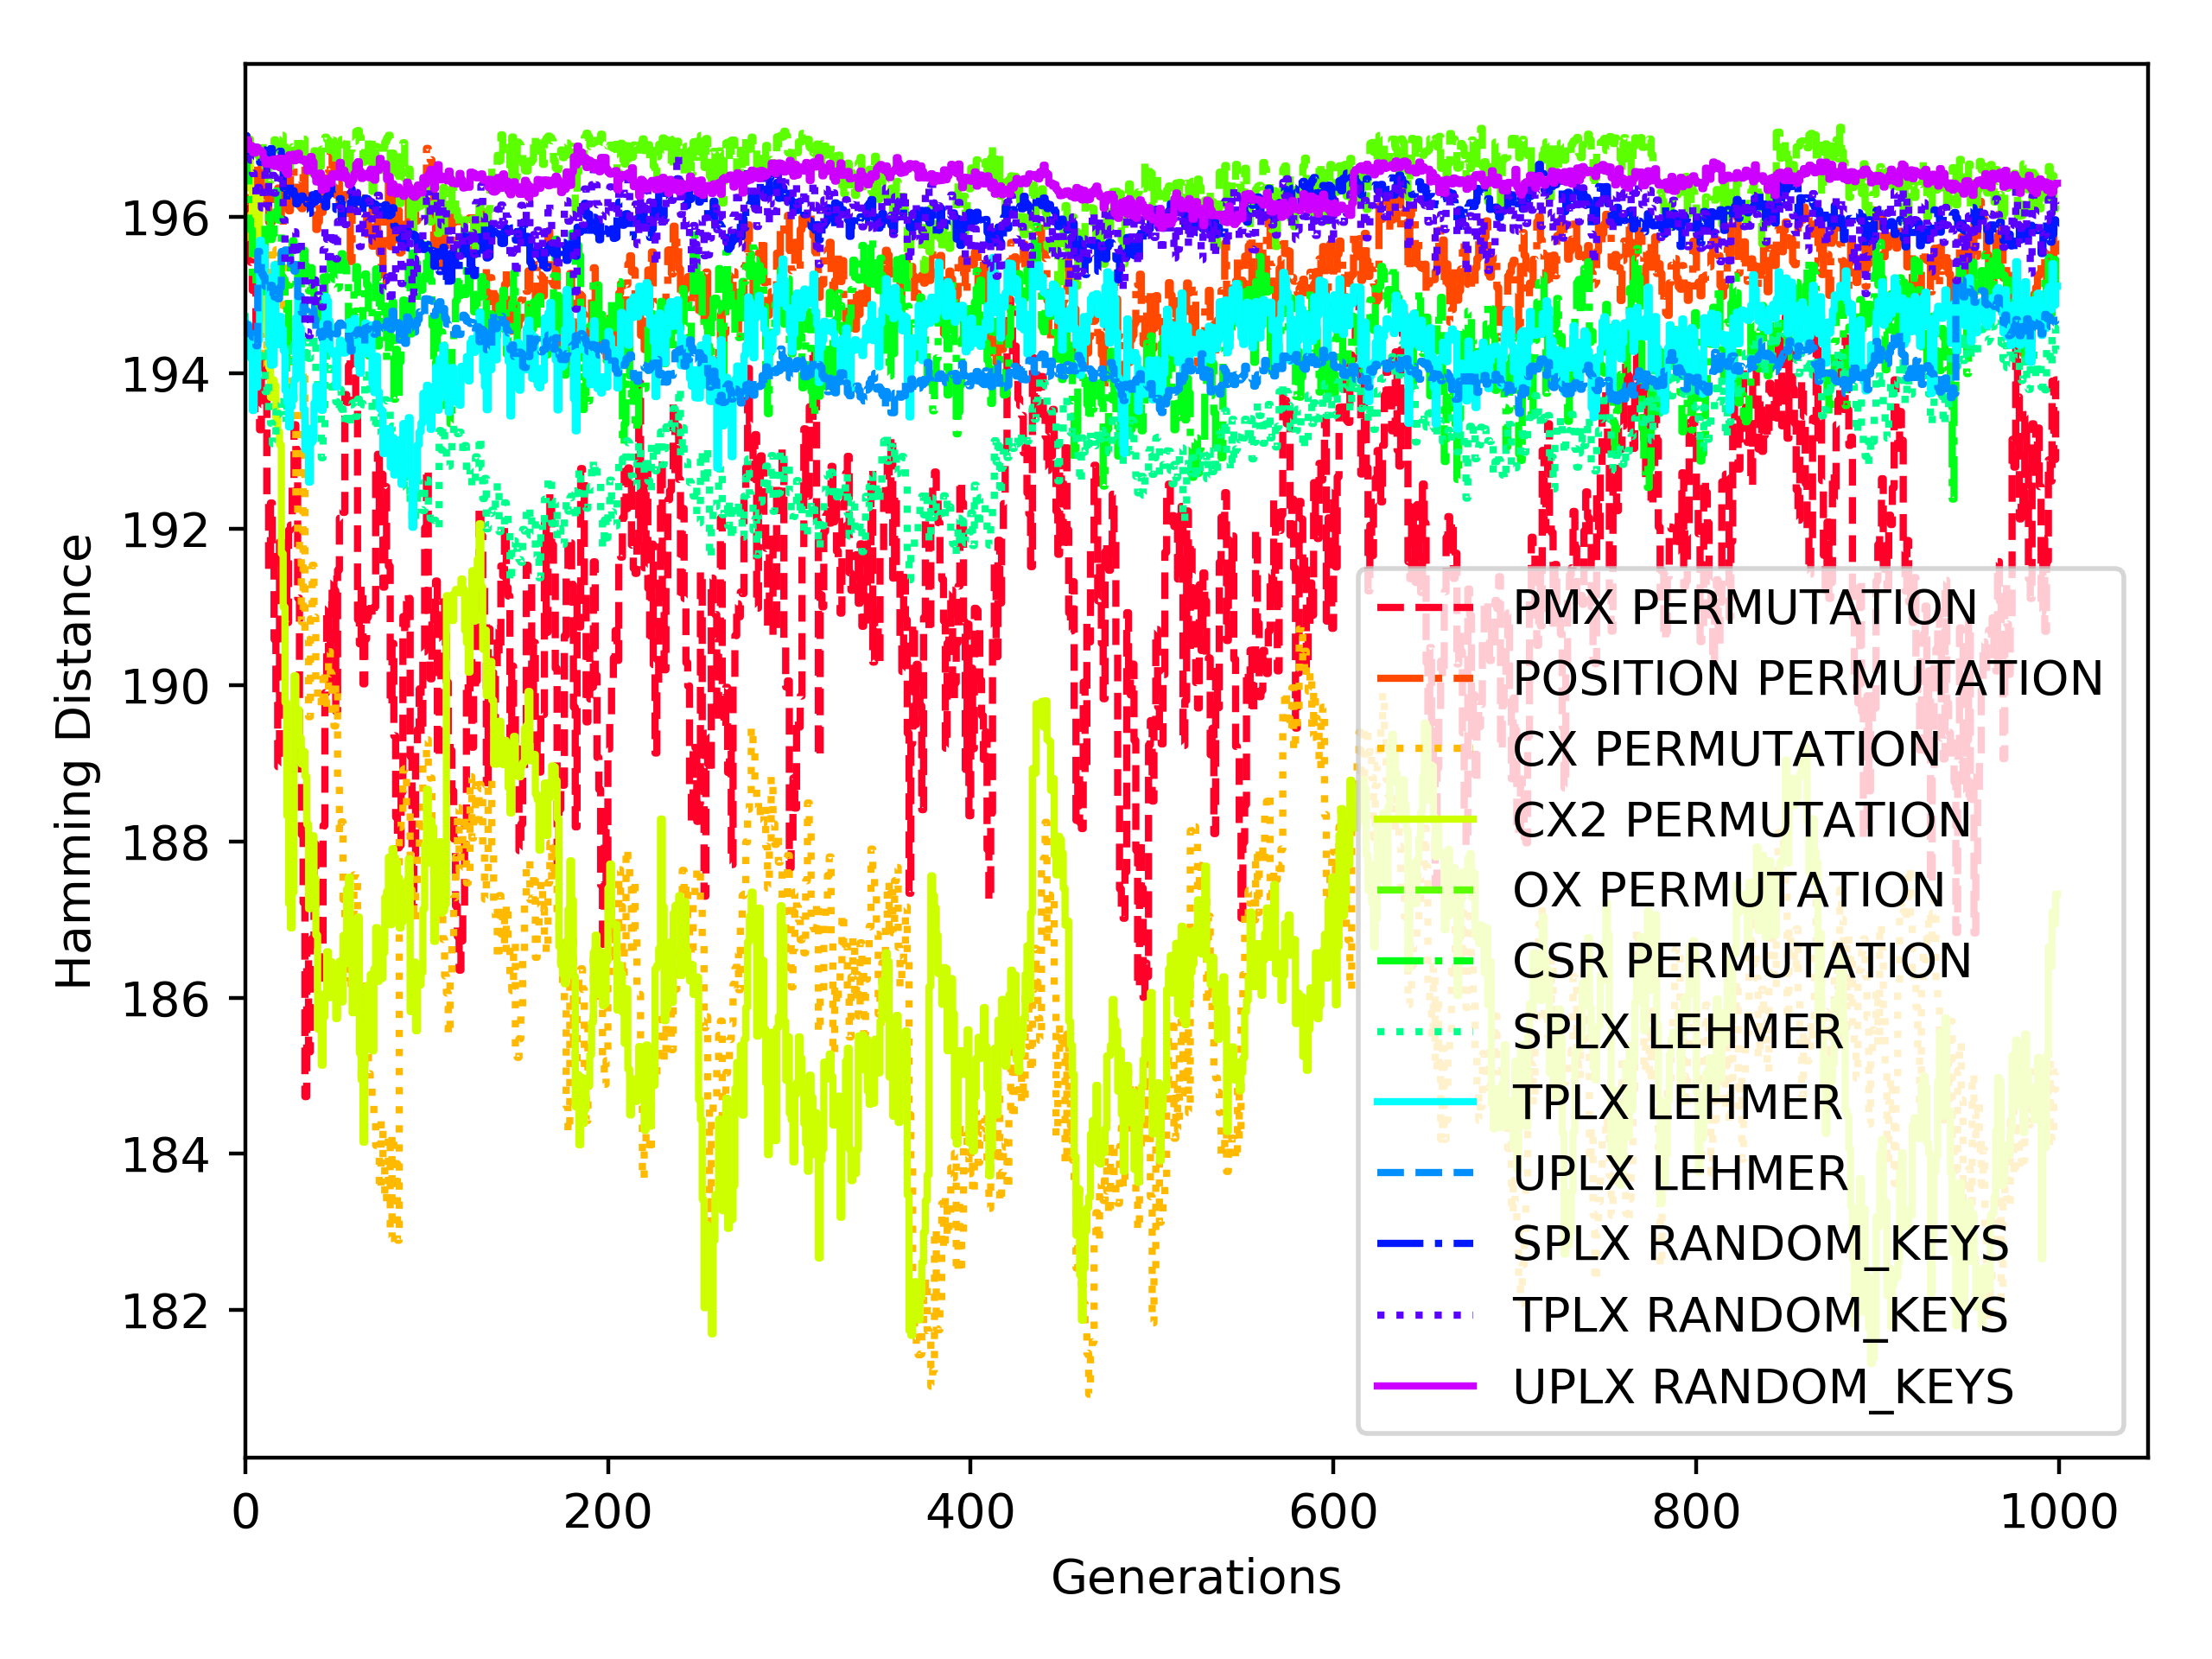 196
194
192
190
188
186
184
182
Hamming Distance
0
200
400
600
800
1000
Generations
PMX PERMUTATION
POSITION PERMUTATION
CX PERMUTATION
CX2 PERMUTATION
OX PERMUTATION
CSR PERMUTATION
SPLX LEHMER
TPLX LEHMER
UPLX LEHMER
SPLX RANDOM_KEYS
TPLX RANDOM_KEYS
UPLX RANDOM_KEYS